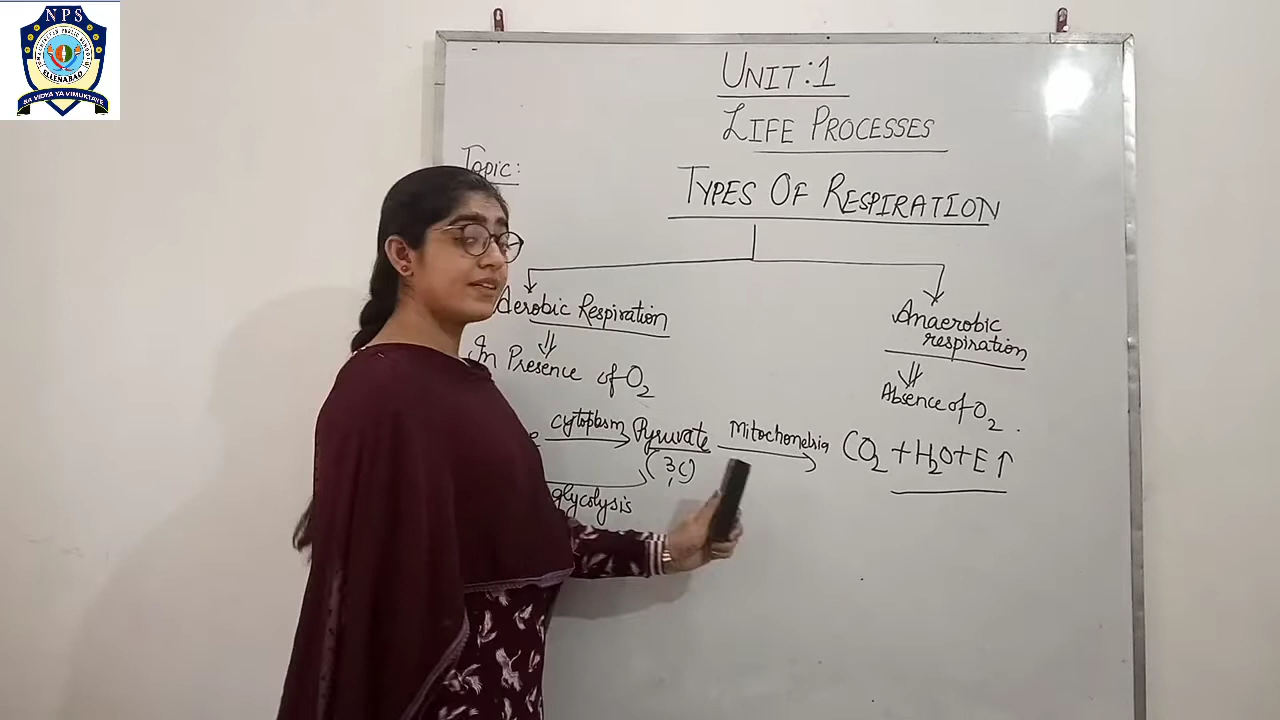 NPS
ELLENABAD
SA VIDYA YA VIMUKTAYE
UNIT:1
LIFE PROCESSES
Topic:
TYPES OF RESPIRATION
Aerobic Respiration
Anaerobic
respiration
In Presence of O2
Absence of O2.
cytoplasm Pyruvate Mitochondria CO2 + H2O + E ↑
(3C)
glycolysis